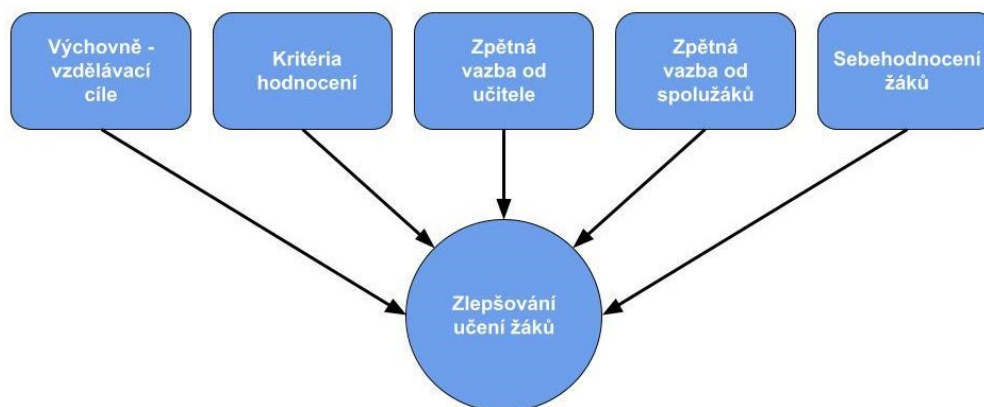 Výchovně -
vzdělávací
cíle
Kritéria
hodnocení
Zpětná
vazba od
učitele
Zpětná
vazba od
spolužáků
Sebehodnocení
žáků
Zlepšování
učení žáků